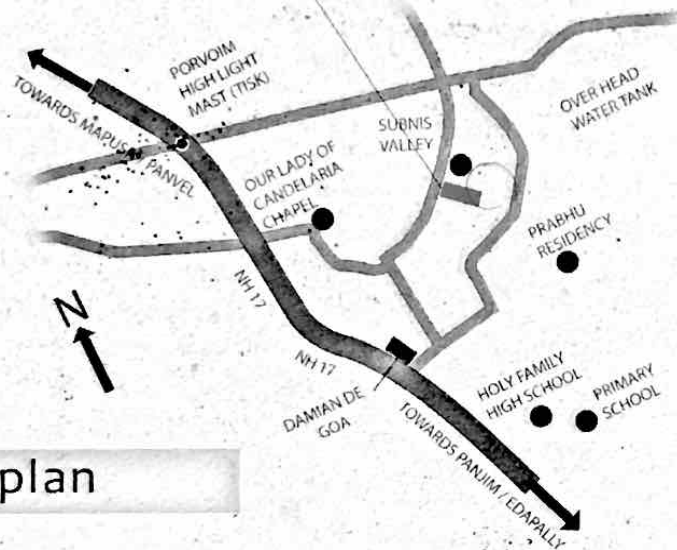 PORVOIM
HIGH LIGHT
MAST (TISK)
TOWARDS MAPUSA / PANVEL
OVER HEAD
WATER TANK
SUBNIS
VALLEY
OUR LADY OF
CANDELARIA
CHAPEL
PRABHU
RESIDENCY
N
NH 17
NH 17
HOLY FAMILY
HIGH SCHOOL
PRIMARY
SCHOOL
DAMIAN DE
GOA
TOWARDS PANJIM / EDAPALLY
plan